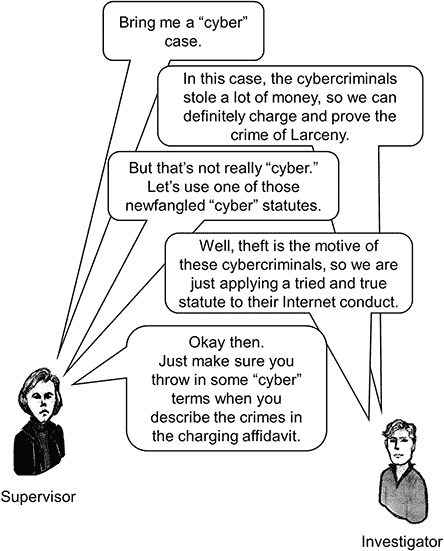 Bring me a “cyber”
case.
In this case, the cybercriminals
stole a lot of money, so we can
definitely charge and prove the
crime of Larceny.
But that’s not really “cyber.”
Let’s use one of those
newfangled “cyber” statutes.
Well, theft is the motive of
these cybercriminals, so we are
just applying a tried and true
statute to their Internet conduct.
Okay then.
Just make sure you
throw in some “cyber”
terms when you
describe the crimes in
the charging affidavit.
Supervisor
Investigator